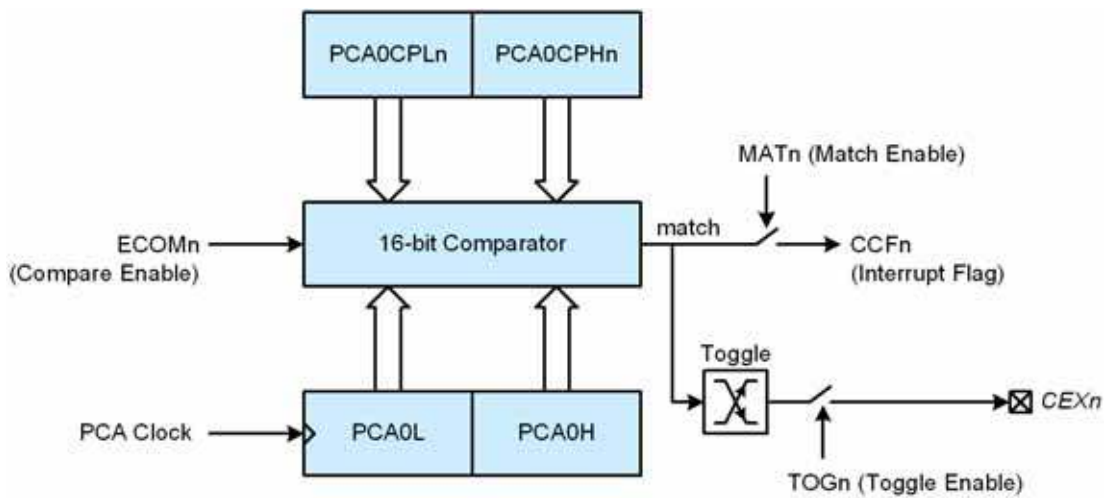 PCA0CPLn
PCA0CPHn
MATn (Match Enable)
ECOMn
(Compare Enable)
16-bit Comparator
match
CCFn
(Interrupt Flag)
Toggle
PCA Clock
PCA0L
PCA0H
CEXn
TOGn (Toggle Enable)